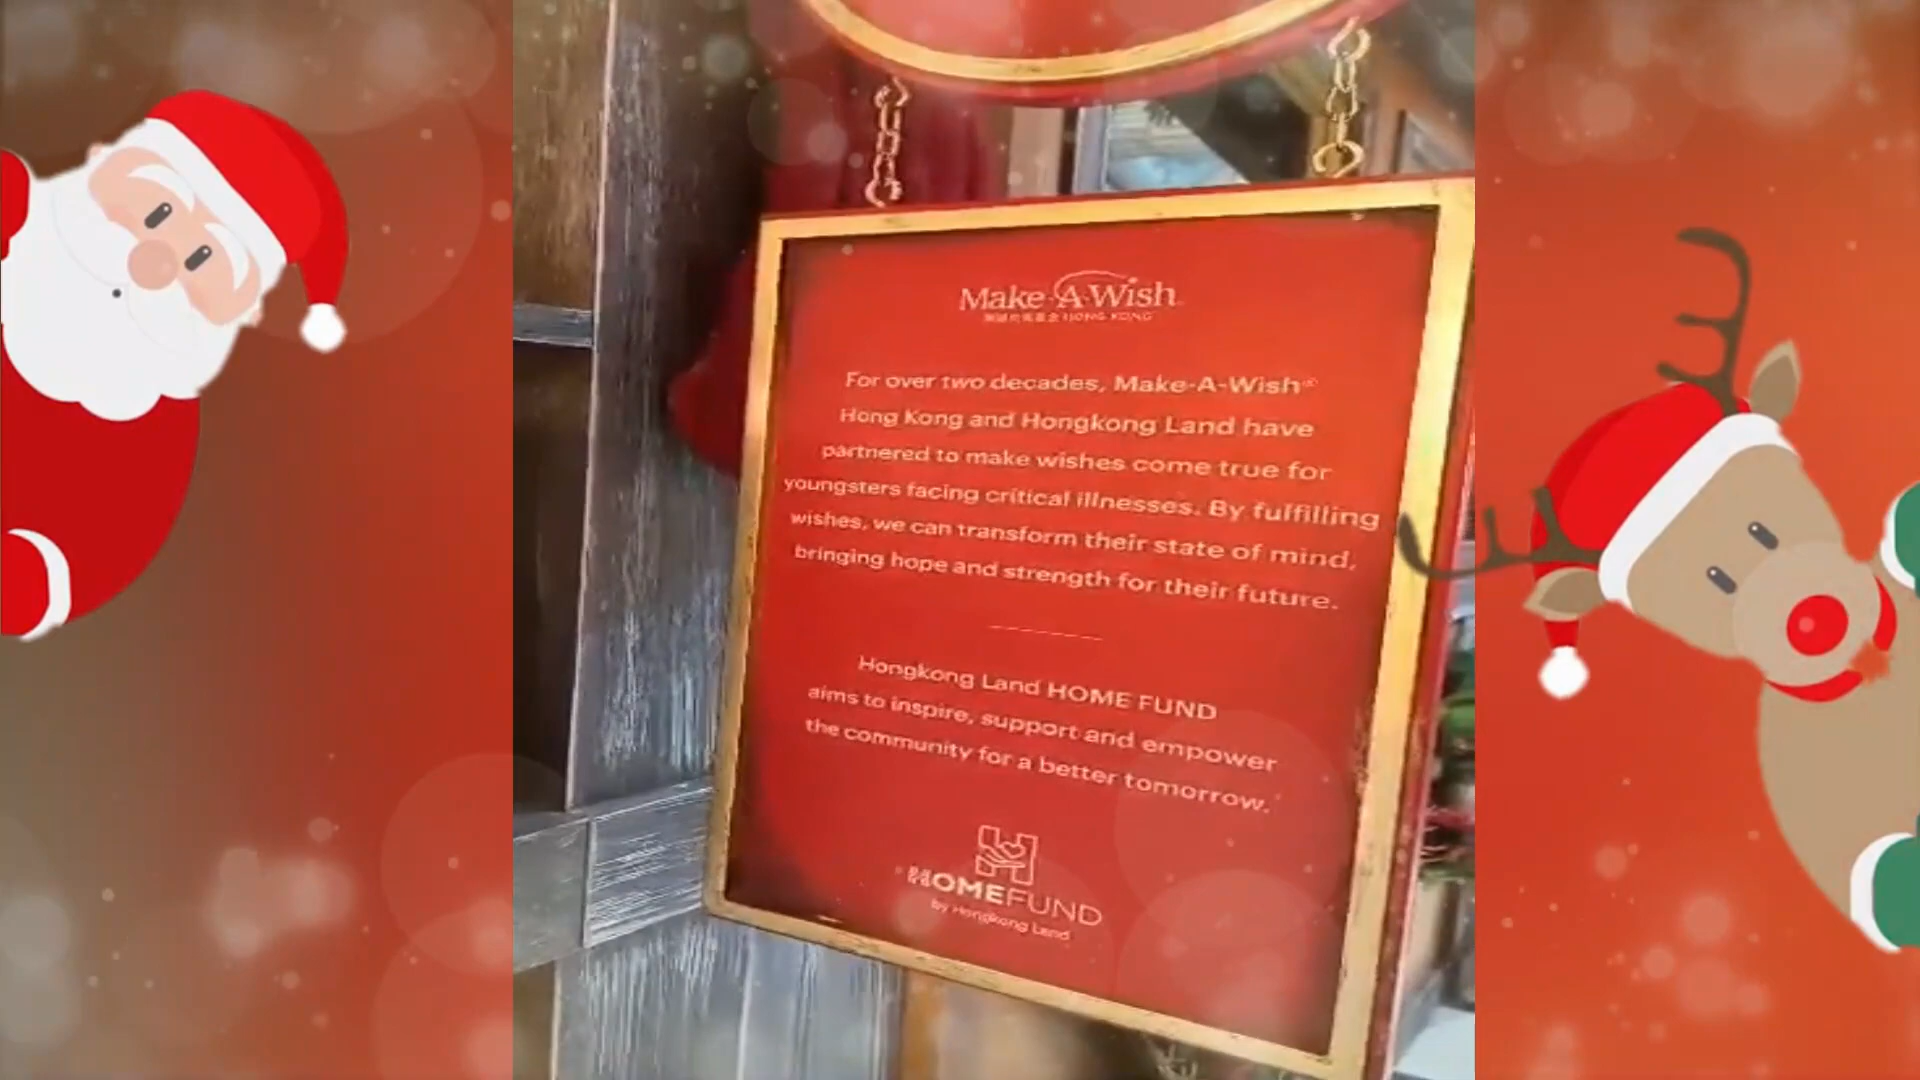 Make-A-Wish
HONG KONG
For over two decades, Make-A-Wish®
Hong Kong and Hongkong Land have
partnered to make wishes come true for
youngsters facing critical illnesses. By fulfilling
wishes, we can transform their state of mind,
bringing hope and strength for their future.
Hongkong Land HOME FUND
aims to inspire, support and empower
the community for a better tomorrow.
HOMEFUND
by Hongkong Land